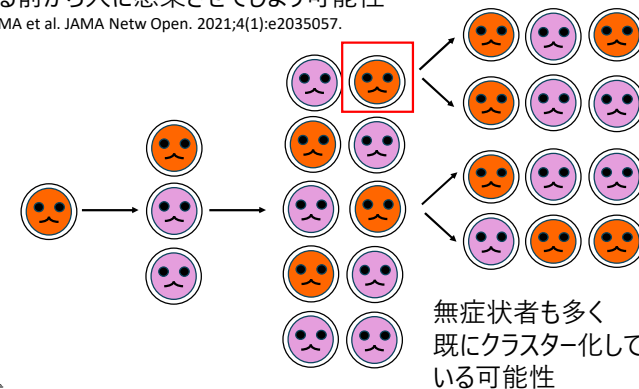 る前から人に感染させてしまう可能性
MA et al. JAMA Netw Open. 2021;4(1):e2035057.
無症状者も多く
既にクラスター化して
いる可能性